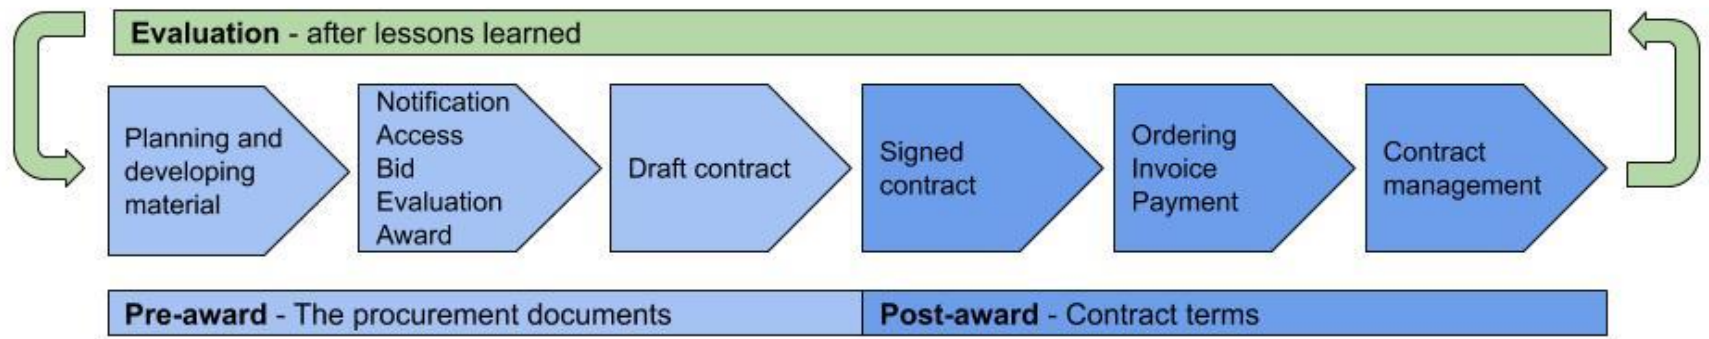 Evaluation - after lessons learned
Planning and
developing
material
Notification
Access
Bid
Evaluation
Award
Draft contract
Signed
contract
Ordering
Invoice
Payment
Contract
management
Pre-award - The procurement documents
Post-award - Contract terms